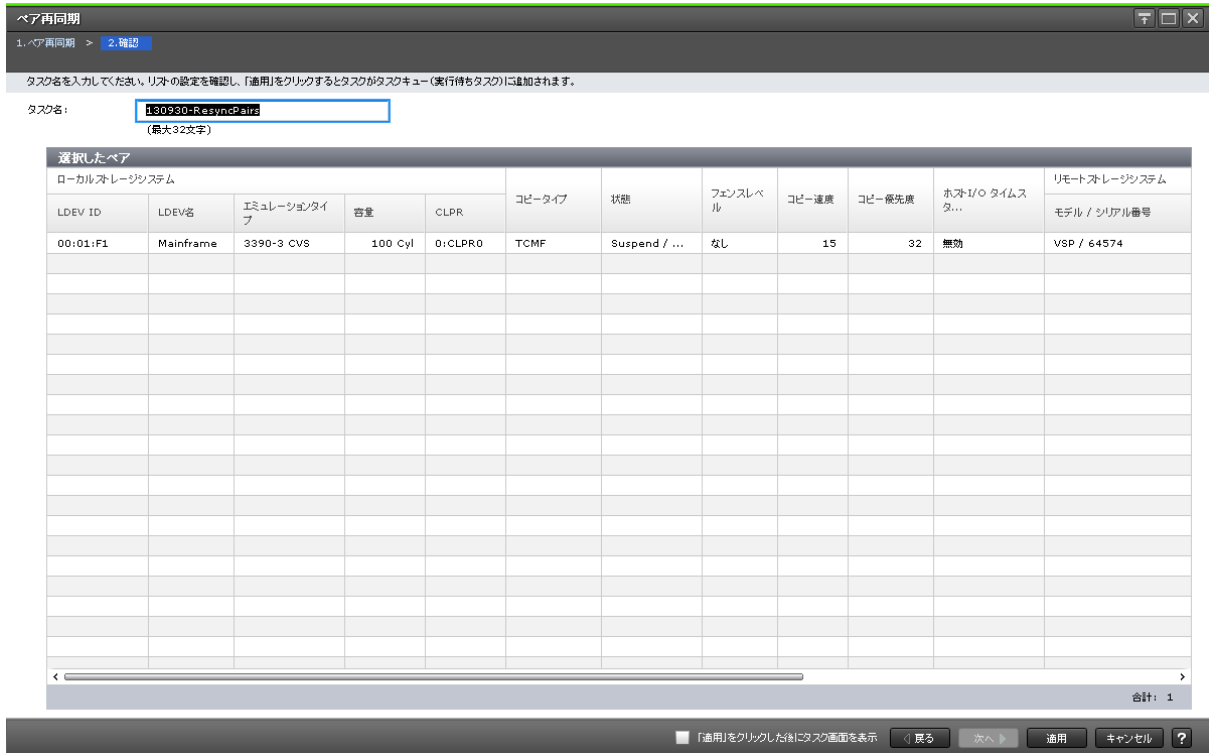 ペア再同期
1.ペア再同期 > 2.確認
タスク名を入力してください。リストの設定を確認し、「適用」をクリックするとタスクがタスクキュー(実行待ちタスク)に追加されます。
タスク名: 130930-ResyncPairs
(最大32文字)
選択したペア
ローカルストレージシステム コピータイプ 状態 フェンスレベル コピー速度 コピー優先度 ホストI/O タイムスタ... リモートストレージシステム
LDEV ID LDEV名 エミュレーションタイプ 容量 CLPR モデル / シリアル番号
00:01:F1 Mainframe 3390-3 CVS 100 Cyl 0:CLPR0 TCMF Suspend / ... なし 15 32 無効 VSP / 64574
合計: 1
「適用」をクリックした後にタスク画面を表示 戻る 次へ 適用 キャンセル ?